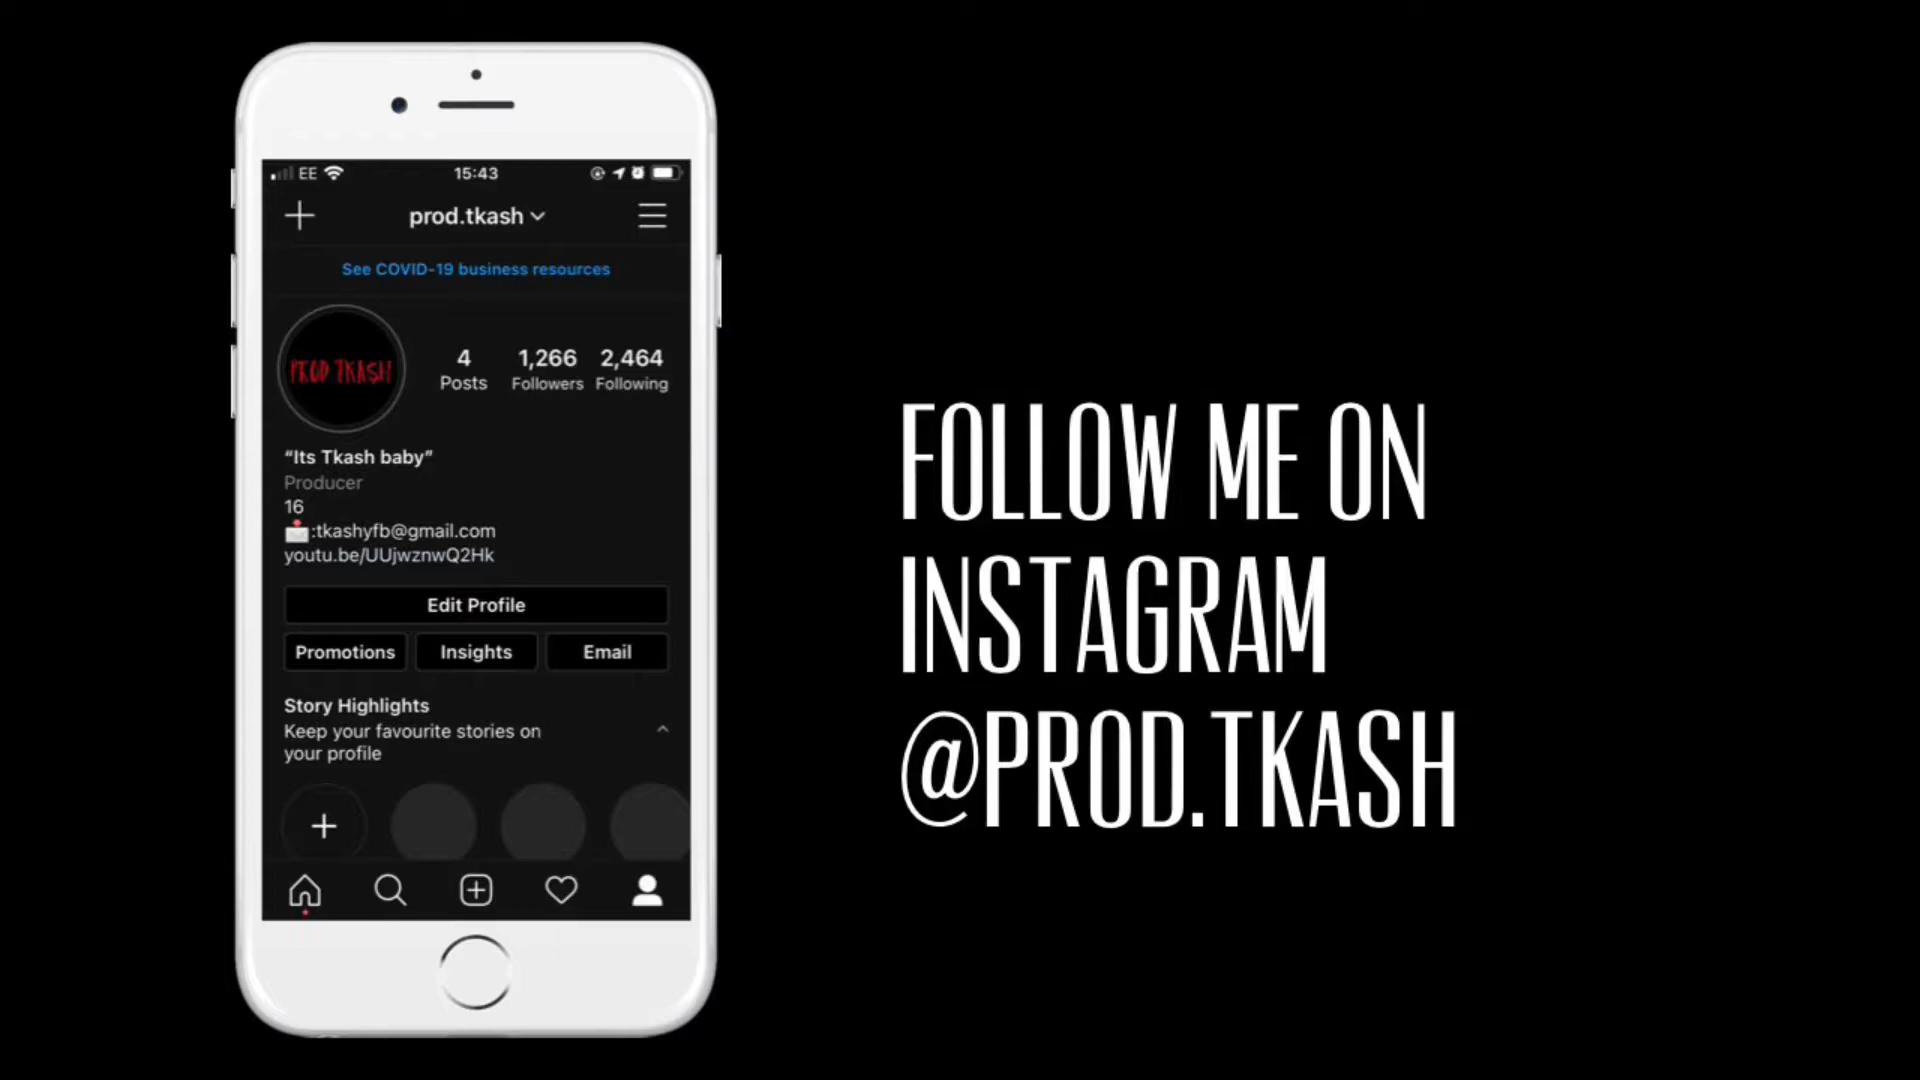 EE 15:43
prod.tkash
See COVID-19 business resources
PROD TKASH
4 1,266 2,464
Posts Followers Following
“Its Tkash baby”
Producer
16
:tkashyfb@gmail.com
youtu.be/UUjwznwQ2Hk
Edit Profile
Promotions Insights Email
Story Highlights
Keep your favourite stories on
your profile
FOLLOW ME ON
INSTAGRAM
@PROD.TKASH